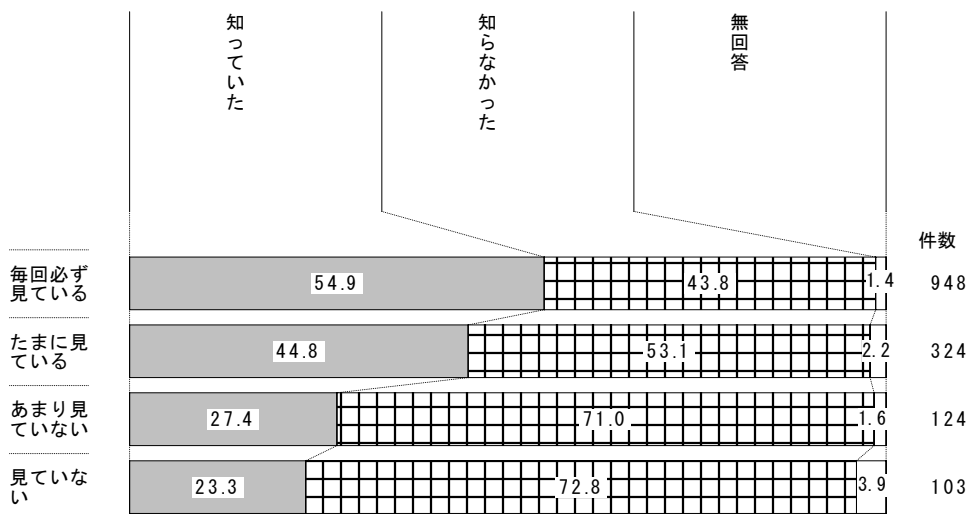 知っていた
知らなかった
無回答
件数
毎回必ず
見ている
54.9
43.8
1.4
948
たまに見
ている
44.8
53.1
2.2
324
あまり見
ていない
27.4
71.0
1.6
124
見ていな
い
23.3
72.8
3.9
103